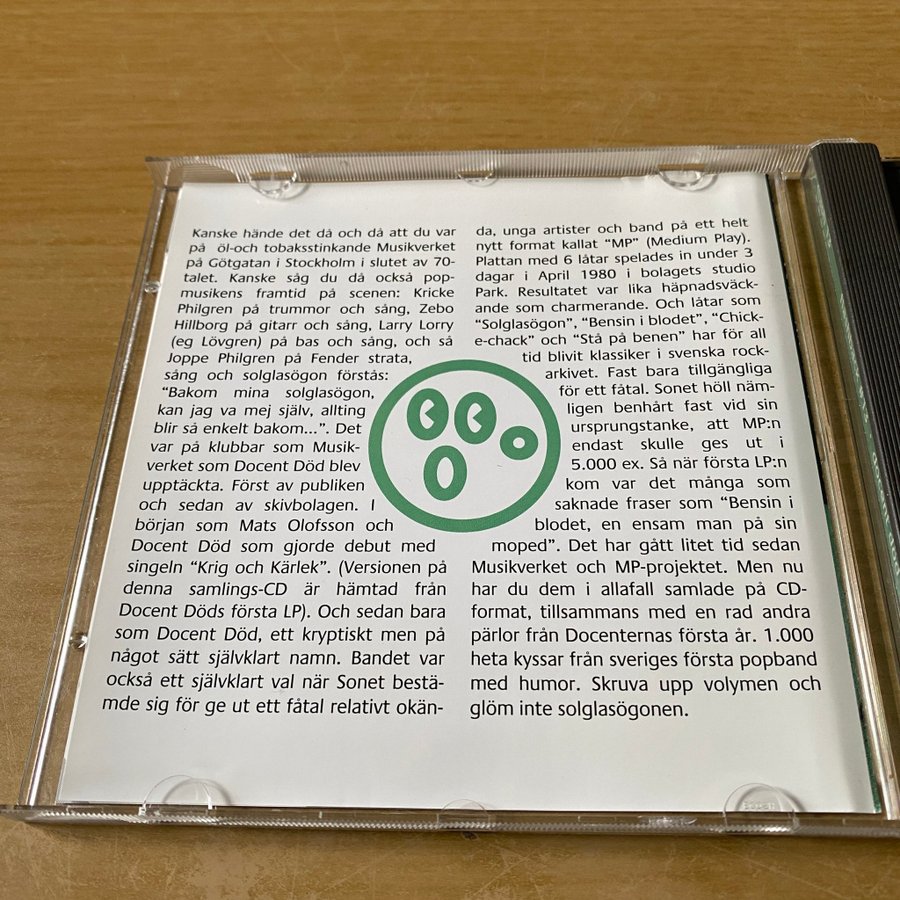 Kanske hände det då och då att du var
på öl-och tobaksstinkande Musikverket
på Götgatan i Stockholm i slutet av 70-
talet. Kanske såg du då också pop-
musikens framtid på scenen: Kricke
Philgren på trummor och sång, Zebo
Hillborg på gitarr och sång, Larry Lorry
(eg Lövgren) på bas och sång, och så
Joppe Philgren på Fender strata,
sång och solglasögon förstås:
"Bakom mina solglasögon,
kan jag va mej själv, allting
blir så enkelt bakom...". Det
var på klubbar som Musik-
verket som Docent Död blev
upptäckta. Först av publiken
och sedan av skivbolagen. I
början som Mats Olofsson och
Docent Död som gjorde debut med
singeln "Krig och Kärlek". (Versionen på
denna samlings-CD är hämtad från
Docent Döds första LP). Och sedan bara
som Docent Död, ett kryptiskt men på
något sätt självklart namn. Bandet var
också ett självklart val när Sonet bestä-
mde sig för ge ut ett fåtal relativt okän-
da, unga artister och band på ett helt
nytt format kallat "MP" (Medium Play).
Plattan med 6 låtar spelades in under 3
dagar i April 1980 i bolagets studio
Park. Resultatet var lika häpnadsväck-
ande som charmerande. Och låtar som
"Solglasögon", "Bensin i blodet", "Chick-
e-chack" och "Stå på benen" har för all
tid blivit klassiker i svenska rock-
arkivet. Fast bara tillgängliga
för ett fåtal. Sonet höll näm-
ligen benhårt fast vid sin
ursprungstanke, att MP:n
endast skulle ges ut i
5.000 ex. Så när första LP:n
kom var det många som
saknade fraser som "Bensin i
blodet, en ensam man på sin
moped". Det har gått litet tid sedan
Musikverket och MP-projektet. Men nu
har du dem i allafall samlade på CD-
format, tillsammans med en rad andra
pärlor från Docenternas första år. 1.000
heta kyssar från sveriges första popband
med humor. Skruva upp volymen och
glöm inte solglasögonen.